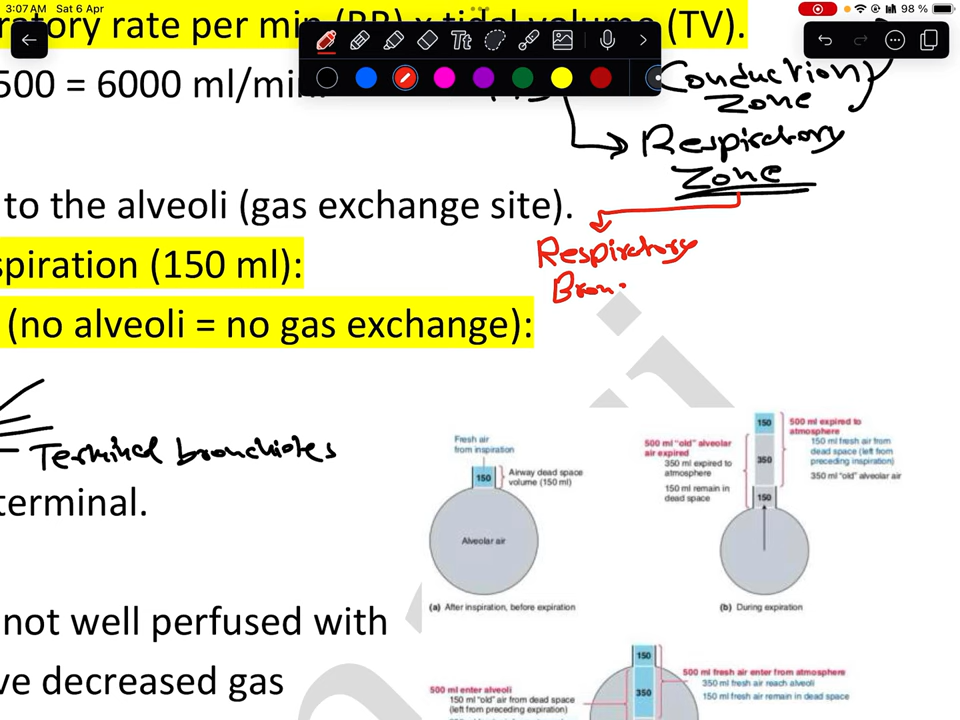 3:07AM Sat 6 Apr
98 %
Tt
ratory rate per min (RR) x tidal volume (TV).
500 = 6000 ml/min.
Conduction
Zone
Respiratory
Zone
to the alveoli (gas exchange site).
Respiratory
Bron
spiration (150 ml):
(no alveoli = no gas exchange):
Terminal bronchioles
terminal.
not well perfused with
ve decreased gas
Fresh air
from inspiration
150
Airway dead space
volume (150 ml)
Alveolar air
(a) After inspiration, before expiration
500 ml "old" alveolar
air expired
350 ml expired to
atmosphere
150 ml remain in
dead space
150
350
150
500 ml expired to
atmosphere
150 ml fresh air from
dead space (left from
preceding inspiration)
350 ml "old" alveolar air
(b) During expiration
500 ml enter alveoli
150 ml "old" air from dead space
(left from preceding expiration)
150
350
500 ml fresh air enter from atmosphere
350 ml fresh air reach alveoli
150 ml fresh air remain in dead space